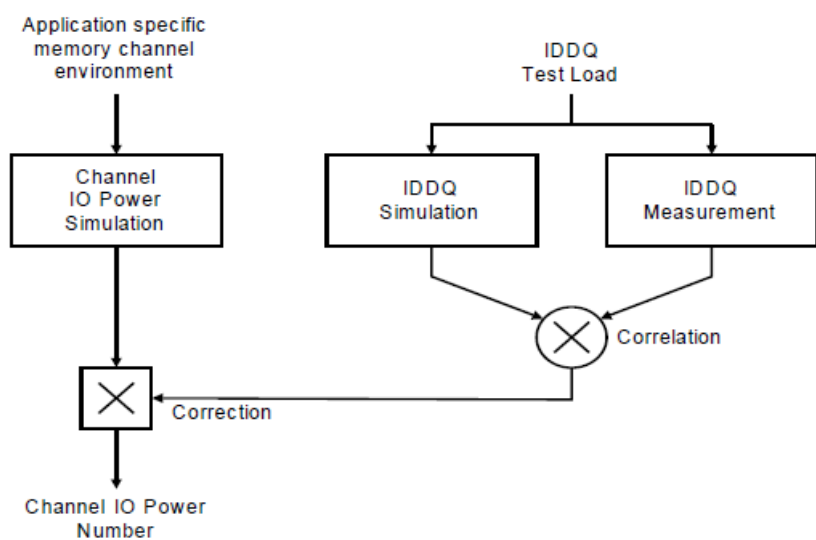 Application specific
memory channel
environment
IDDQ
Test Load
Channel
IO Power
Simulation
IDDQ
Simulation
IDDQ
Measurement
Correlation
Correction
Channel IO Power
Number